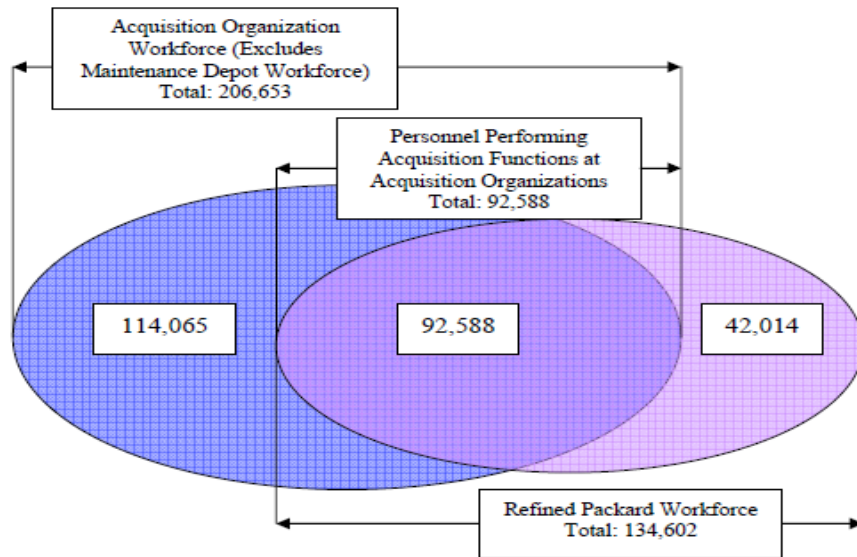 Acquisition Organization
Workforce (Excludes
Maintenance Depot Workforce)
Total: 206,653
Personnel Performing
Acquisition Functions at
Acquisition Organizations
Total: 92,588
114,065
92,588
42,014
Refined Packard Workforce
Total: 134,602